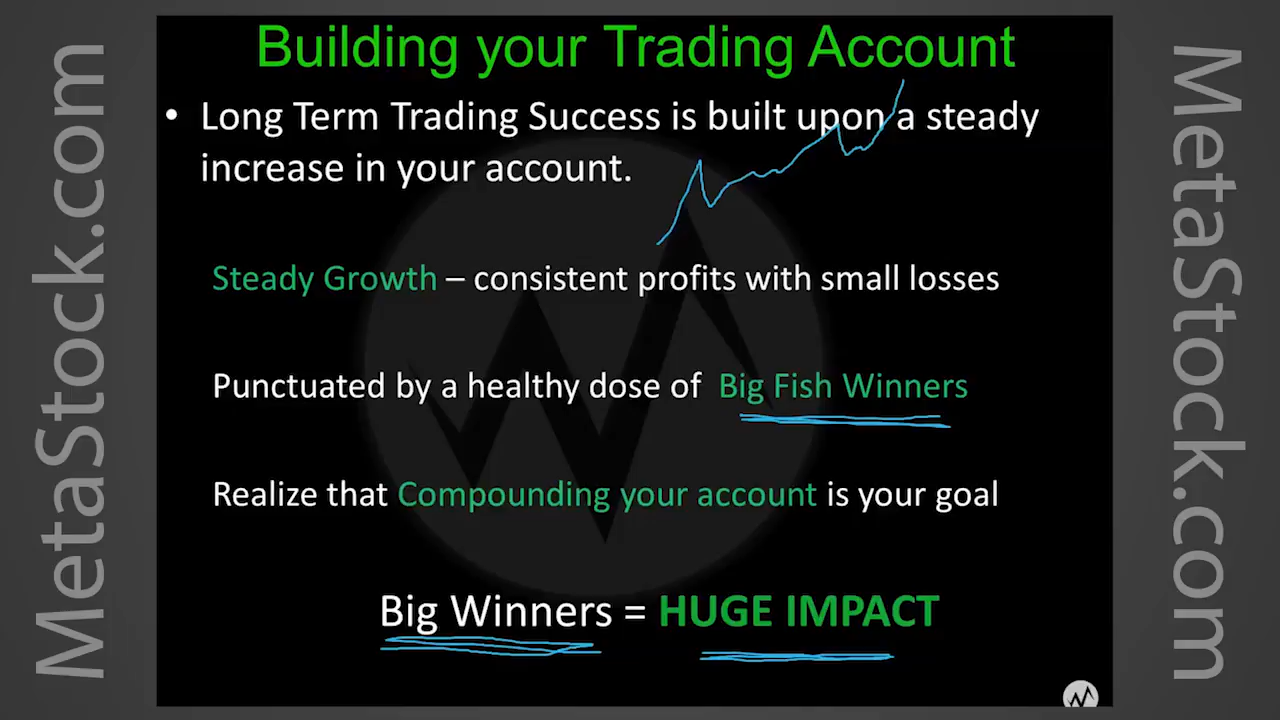 Building your Trading Account
• Long Term Trading Success is built upon a steady
increase in your account.
Steady Growth – consistent profits with small losses
Punctuated by a healthy dose of Big Fish Winners
Realize that Compounding your account is your goal
Big Winners = HUGE IMPACT
MetaStock.com
MetaStock.com